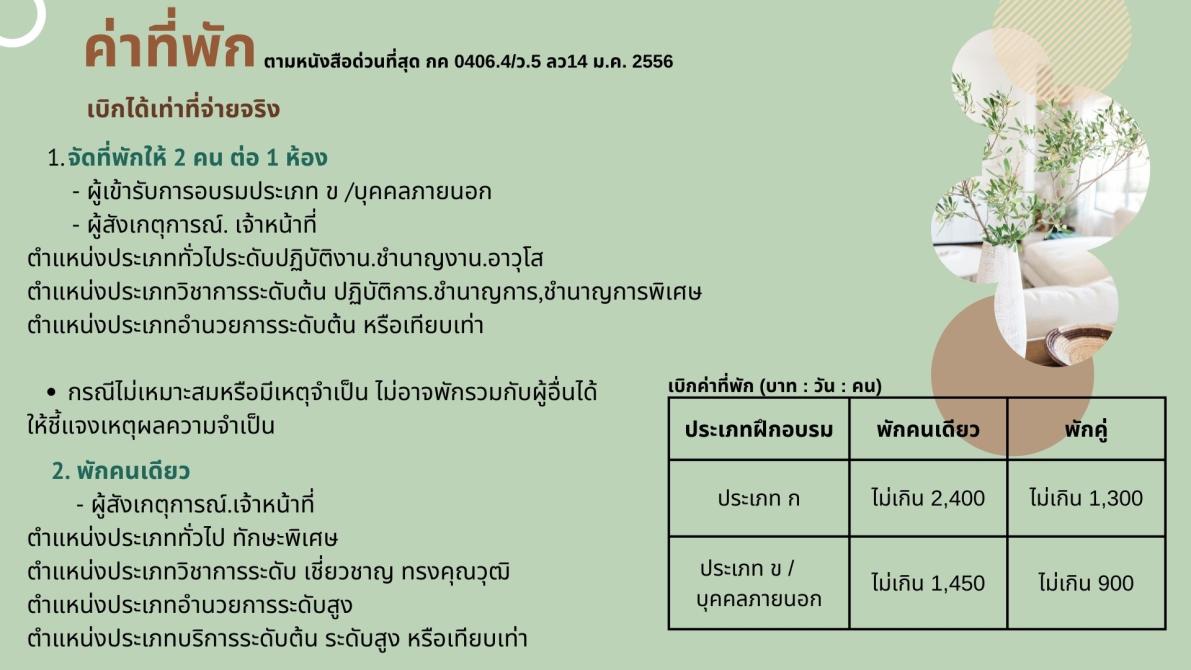 ค่าที่พัก ตามหนังสือด่วนที่สุด กค 0406.4/ว.5 ลว14 ม.ค. 2556
เบิกได้เท่าที่จ่ายจริง
1.จัดที่พักให้ 2 คน ต่อ 1 ห้อง
- ผู้เข้ารับการอบรมประเภท ข /บุคคลภายนอก
- ผู้สังเกตุการณ์. เจ้าหน้าที่
ตำแหน่งประเภททั่วไประดับปฏิบัติงาน.ชำนาญงาน.อาวุโส
ตำแหน่งประเภทวิชาการระดับต้น ปฏิบัติการ.ชำนาญการ,ชำนาญการพิเศษ
ตำแหน่งประเภทอำนวยการระดับต้น หรือเทียบเท่า
• กรณีไม่เหมาะสมหรือมีเหตุจำเป็น ไม่อาจพักรวมกับผู้อื่นได้
ให้ชี้แจงเหตุผลความจำเป็น
2. พักคนเดียว
- ผู้สังเกตุการณ์.เจ้าหน้าที่
ตำแหน่งประเภททั่วไป ทักษะพิเศษ
ตำแหน่งประเภทวิชาการระดับ เชี่ยวชาญ ทรงคุณวุฒิ
ตำแหน่งประเภทอำนวยการระดับสูง
ตำแหน่งประเภทบริการระดับต้น ระดับสูง หรือเทียบเท่า
เบิกค่าที่พัก (บาท : วัน : คน)
ประเภทฝึกอบรม พักคนเดียว พักคู่
ประเภท ก ไม่เกิน 2,400 ไม่เกิน 1,300
ประเภท ข /
บุคคลภายนอก ไม่เกิน 1,450 ไม่เกิน 900